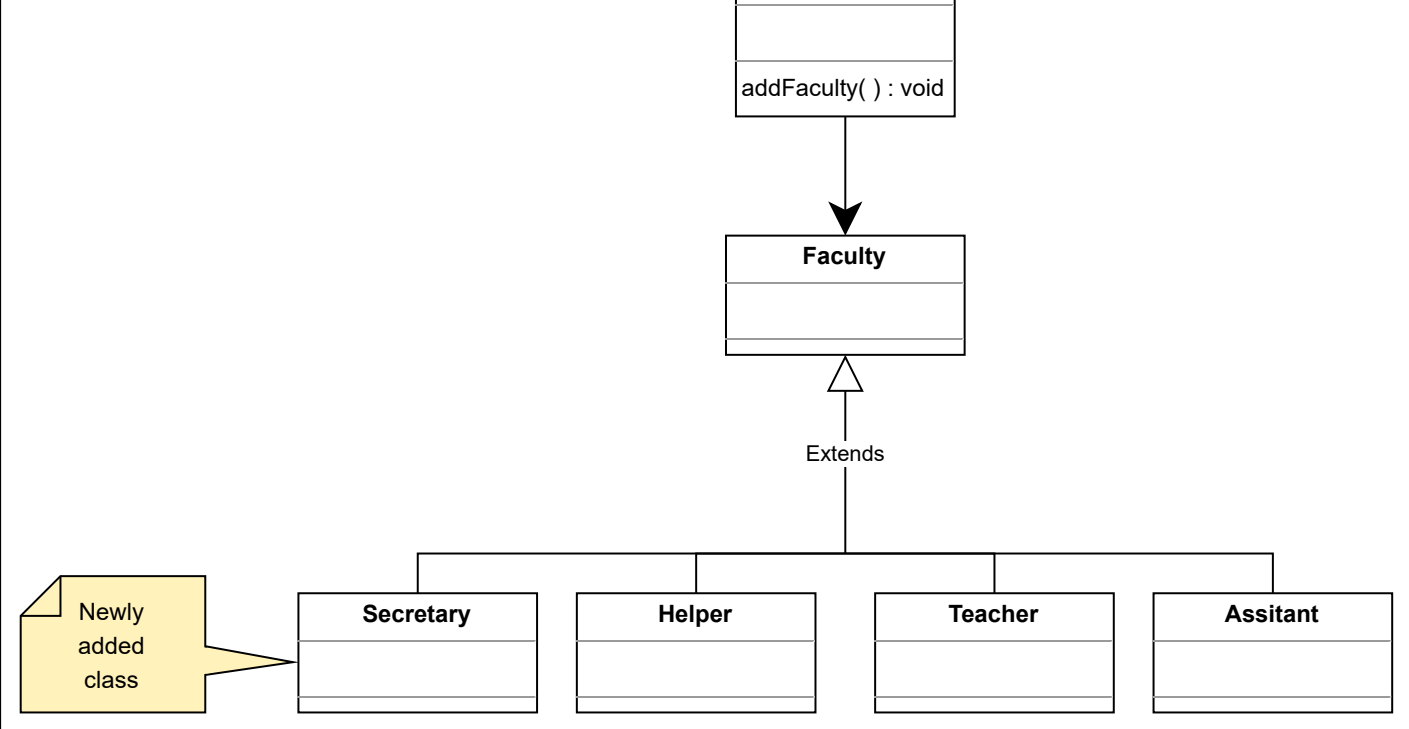 addFaculty( ) : void
Faculty
Extends
Newly
added
class
Secretary
Helper
Teacher
Assitant